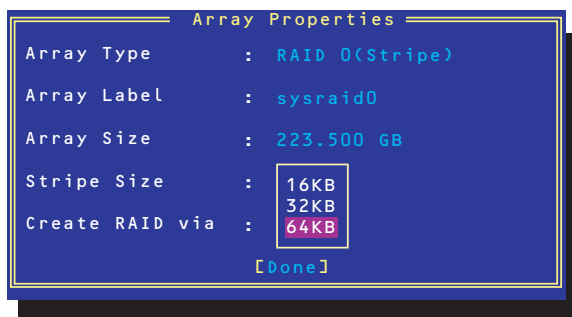 Array Properties
Array Type : RAID 0(Stripe)
Array Label : sysraid0
Array Size : 223.500 GB
Stripe Size : 16KB
32KB
Create RAID via : 64KB
[Done]